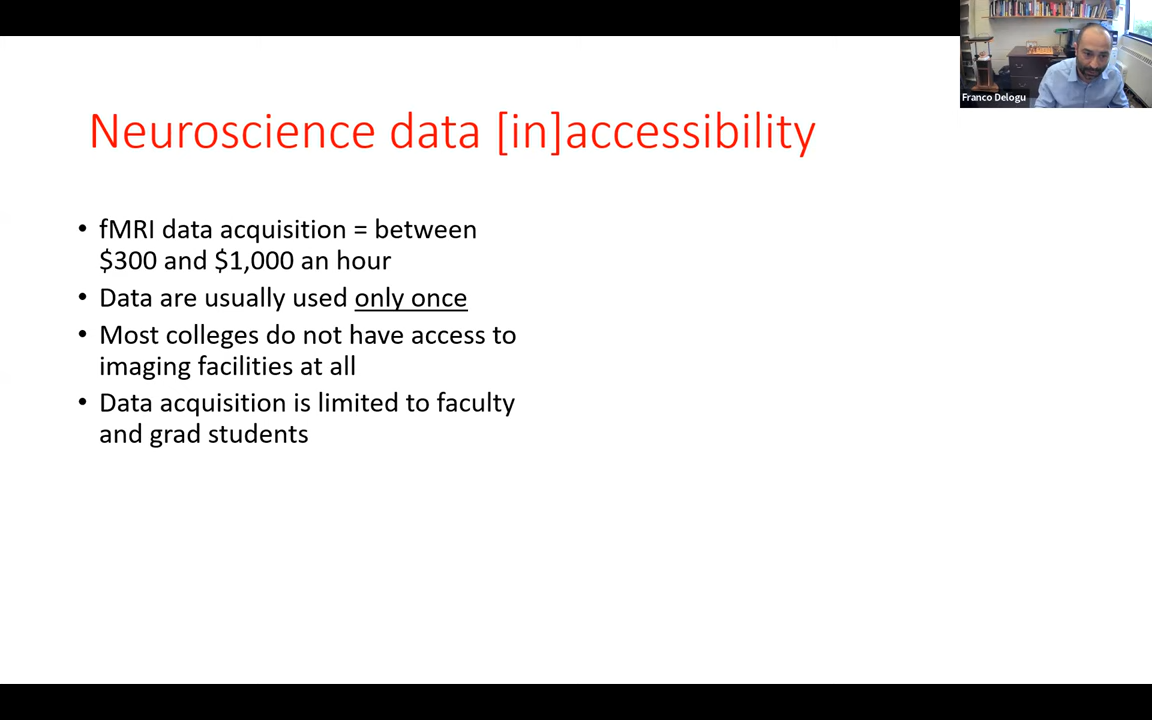 Franco Delogu
Neuroscience data [in]accessibility
• fMRI data acquisition = between
$300 and $1,000 an hour
• Data are usually used only once
• Most colleges do not have access to
imaging facilities at all
• Data acquisition is limited to faculty
and grad students